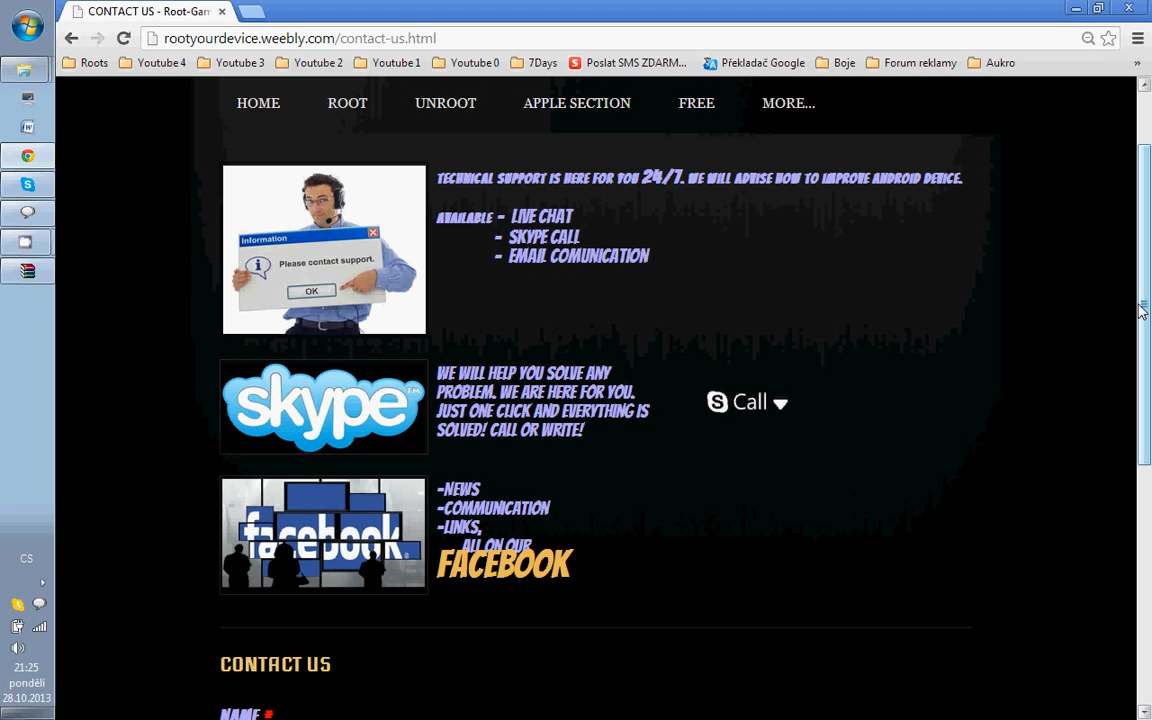 CONTACT US - Root-Gam
rootyourdevice.weebly.com/contact-us.html
Roots Youtube 4 Youtube 3 Youtube 2 Youtube 1 Youtube 0 7Days Poslat SMS ZDARM... Překladač Google Boje Forum reklamy Aukro »
HOME ROOT UNROOT APPLE SECTION FREE MORE...
TECHNICAL SUPPORT IS HERE FOR YOU 24/7. WE WILL ADVISE HOW TO IMPROVE ANDROID DEVICE.
AVAILABLE - LIVE CHAT
- SKYPE CALL
- EMAIL COMUNICATION
Information
Please contact support.
OK
skype™
WE WILL HELP YOU SOLVE ANY
PROBLEM. WE ARE HERE FOR YOU.
JUST ONE CLICK AND EVERYTHING IS
SOLVED! CALL OR WRITE!
Call
facebook
-NEWS
-COMMUNICATION
-LINKS,
ALL ON OUR
FACEBOOK
CONTACT US
NAME *
CS
21:25
pondělí
28.10.2013